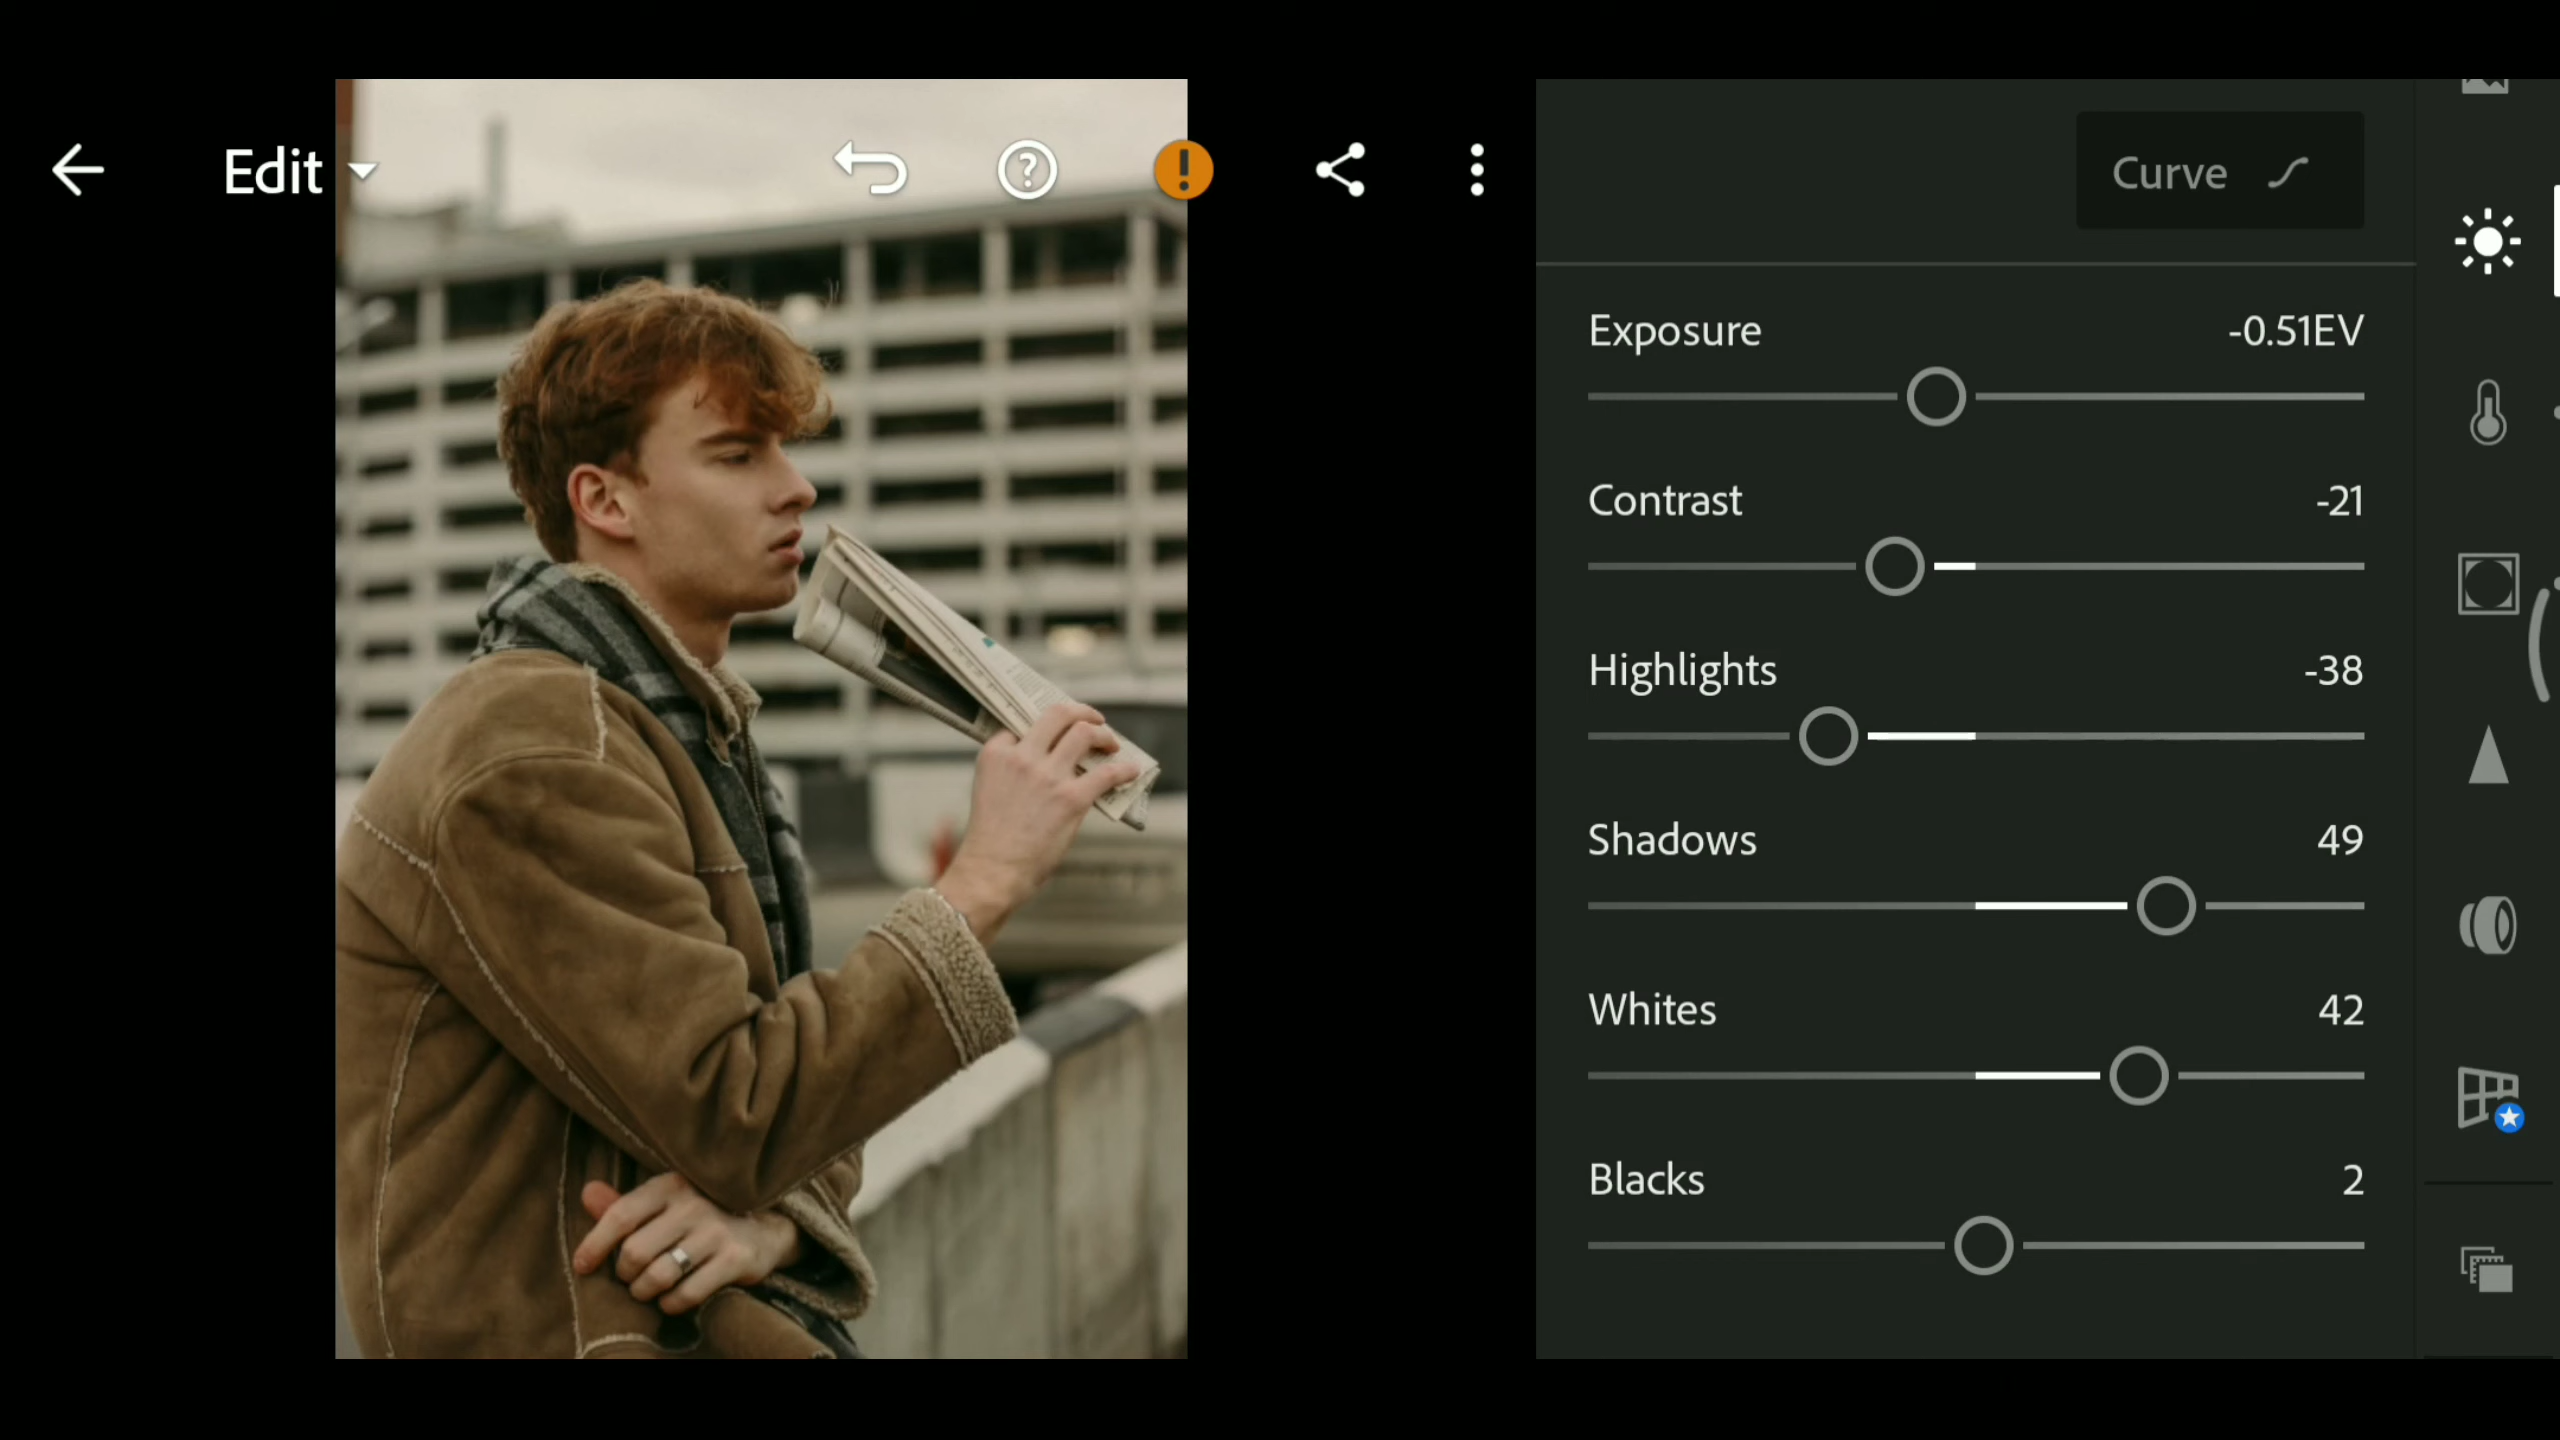 Edit
Curve
Exposure -0.51EV
Contrast -21
Highlights -38
Shadows 49
Whites 42
Blacks 2